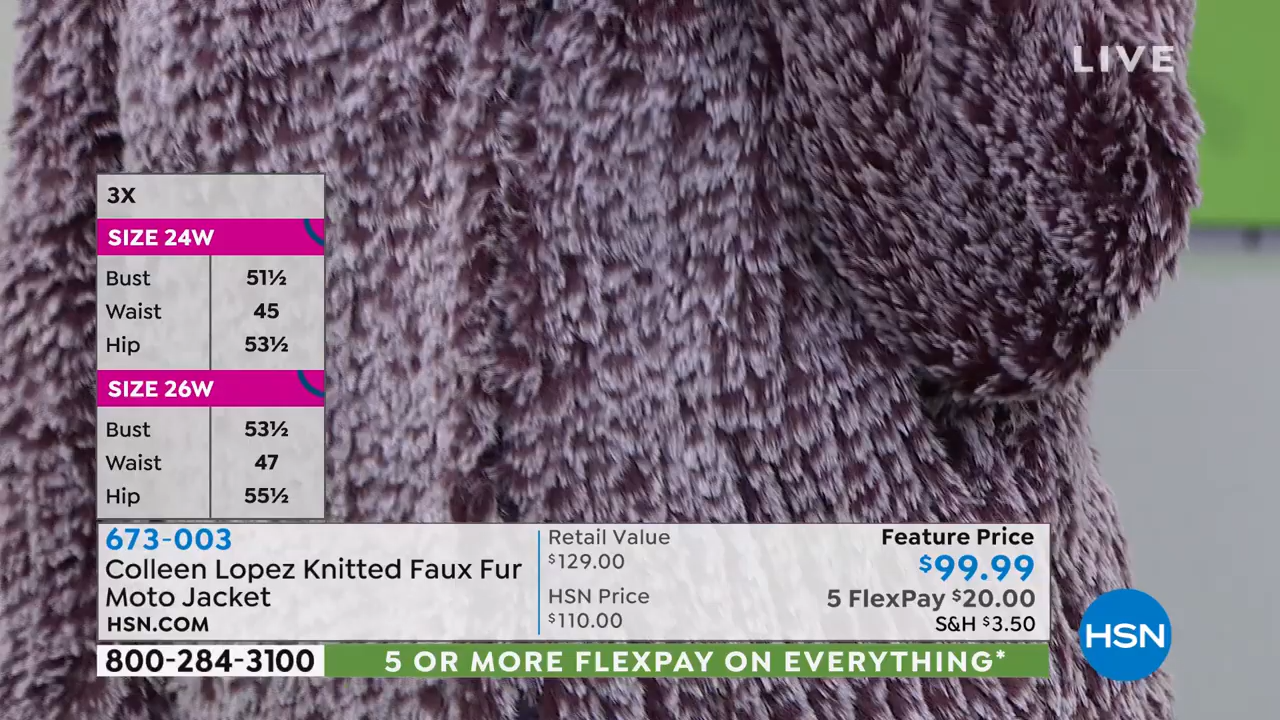 LIVE
3X
SIZE 24W
Bust 51½
Waist 45
Hip 53½
SIZE 26W
Bust 53½
Waist 47
Hip 55½
673-003
Colleen Lopez Knitted Faux Fur
Moto Jacket
HSN.COM
Retail Value
$129.00
HSN Price
$110.00
Feature Price
$99.99
5 FlexPay $20.00
S&H $3.50
HSN
800-284-3100
5 OR MORE FLEXPAY ON EVERYTHING*